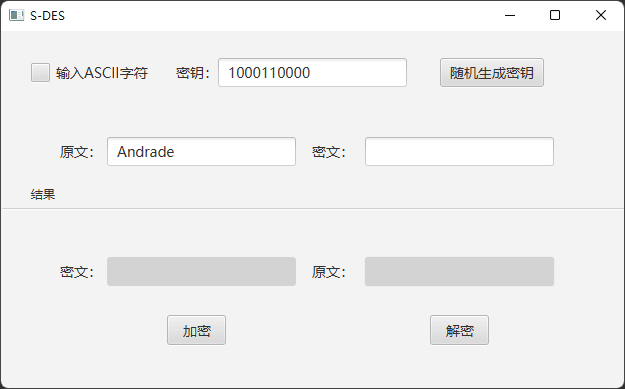 S-DES
输入ASCII字符 密钥： 1000110000 随机生成密钥
原文： Andrade 密文：
结果
密文： 原文：
加密 解密